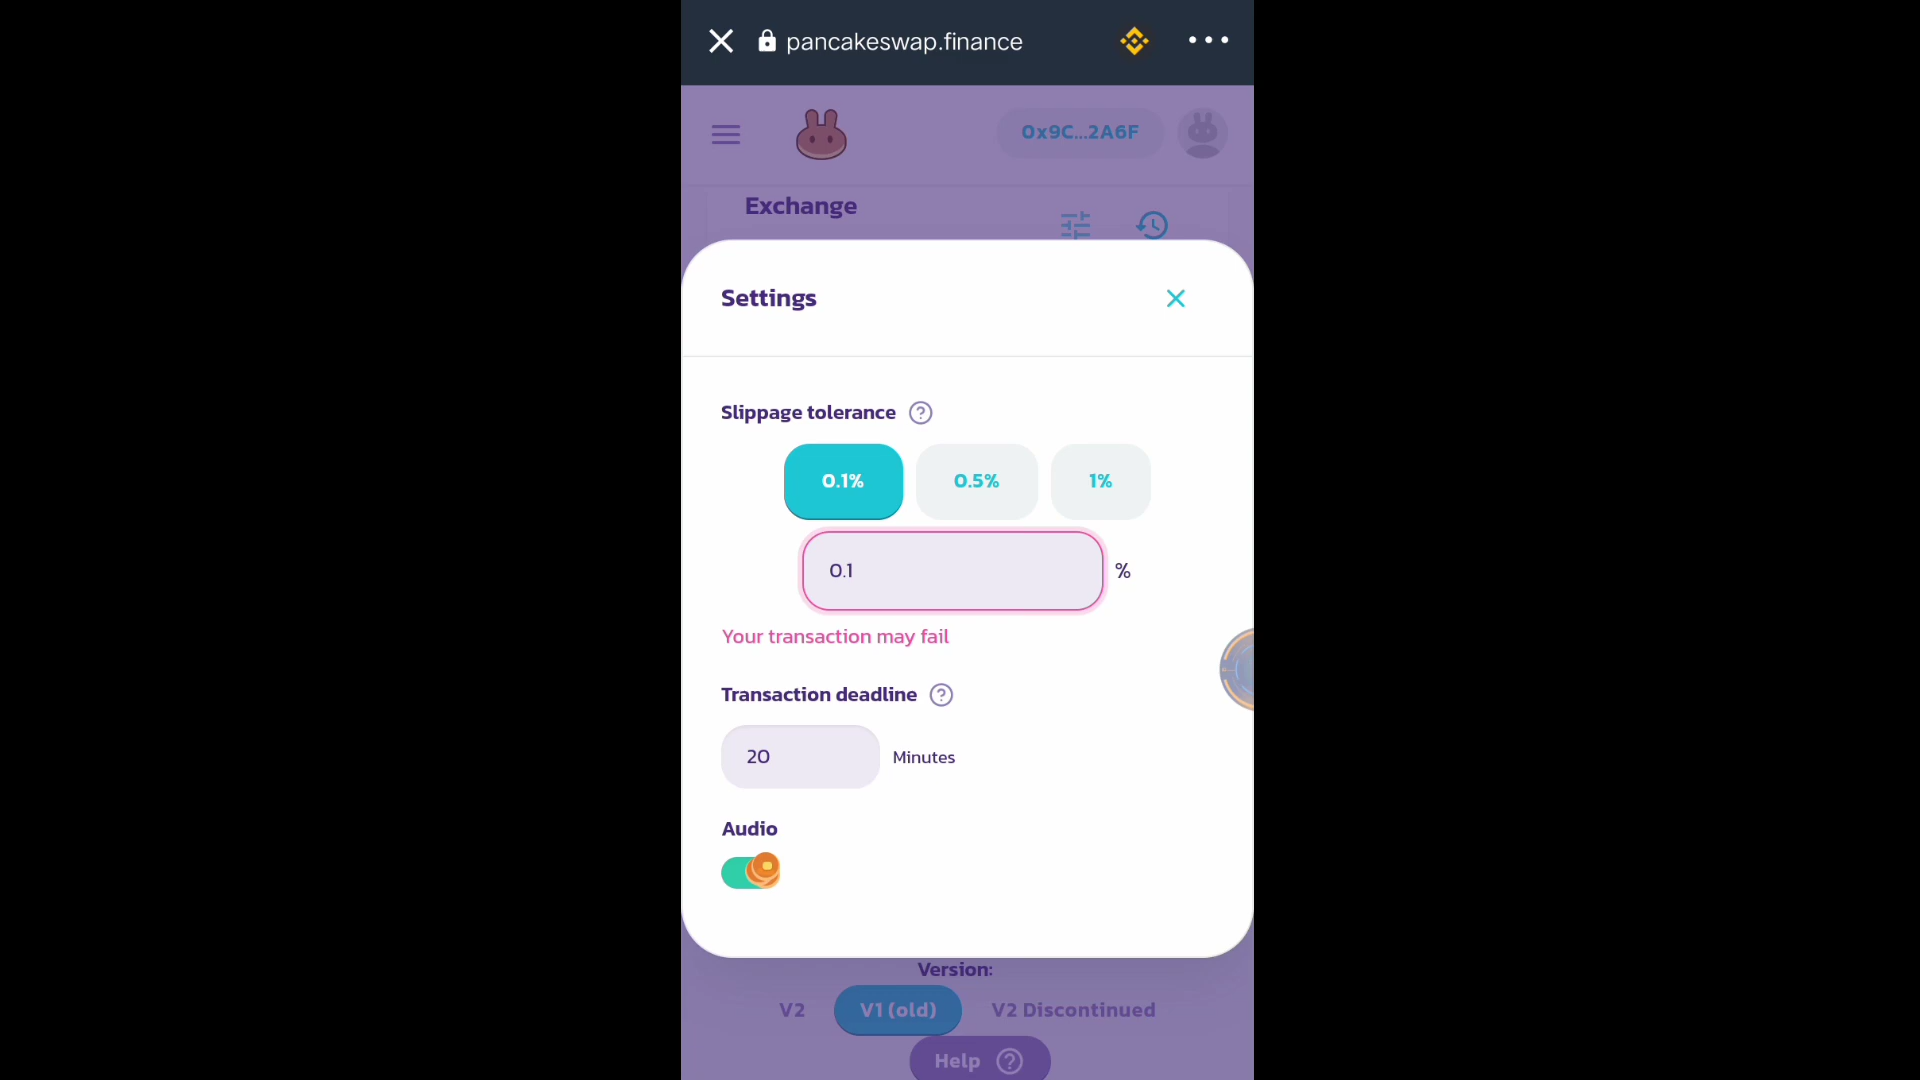 pancakeswap.finance
0x9C...2A6F
Exchange
Settings
Slippage tolerance ?
0.1% 0.5% 1%
0.1 %
Your transaction may fail
Transaction deadline ?
20 Minutes
Audio
Version:
V2 V1 (old) V2 Discontinued
Help ?